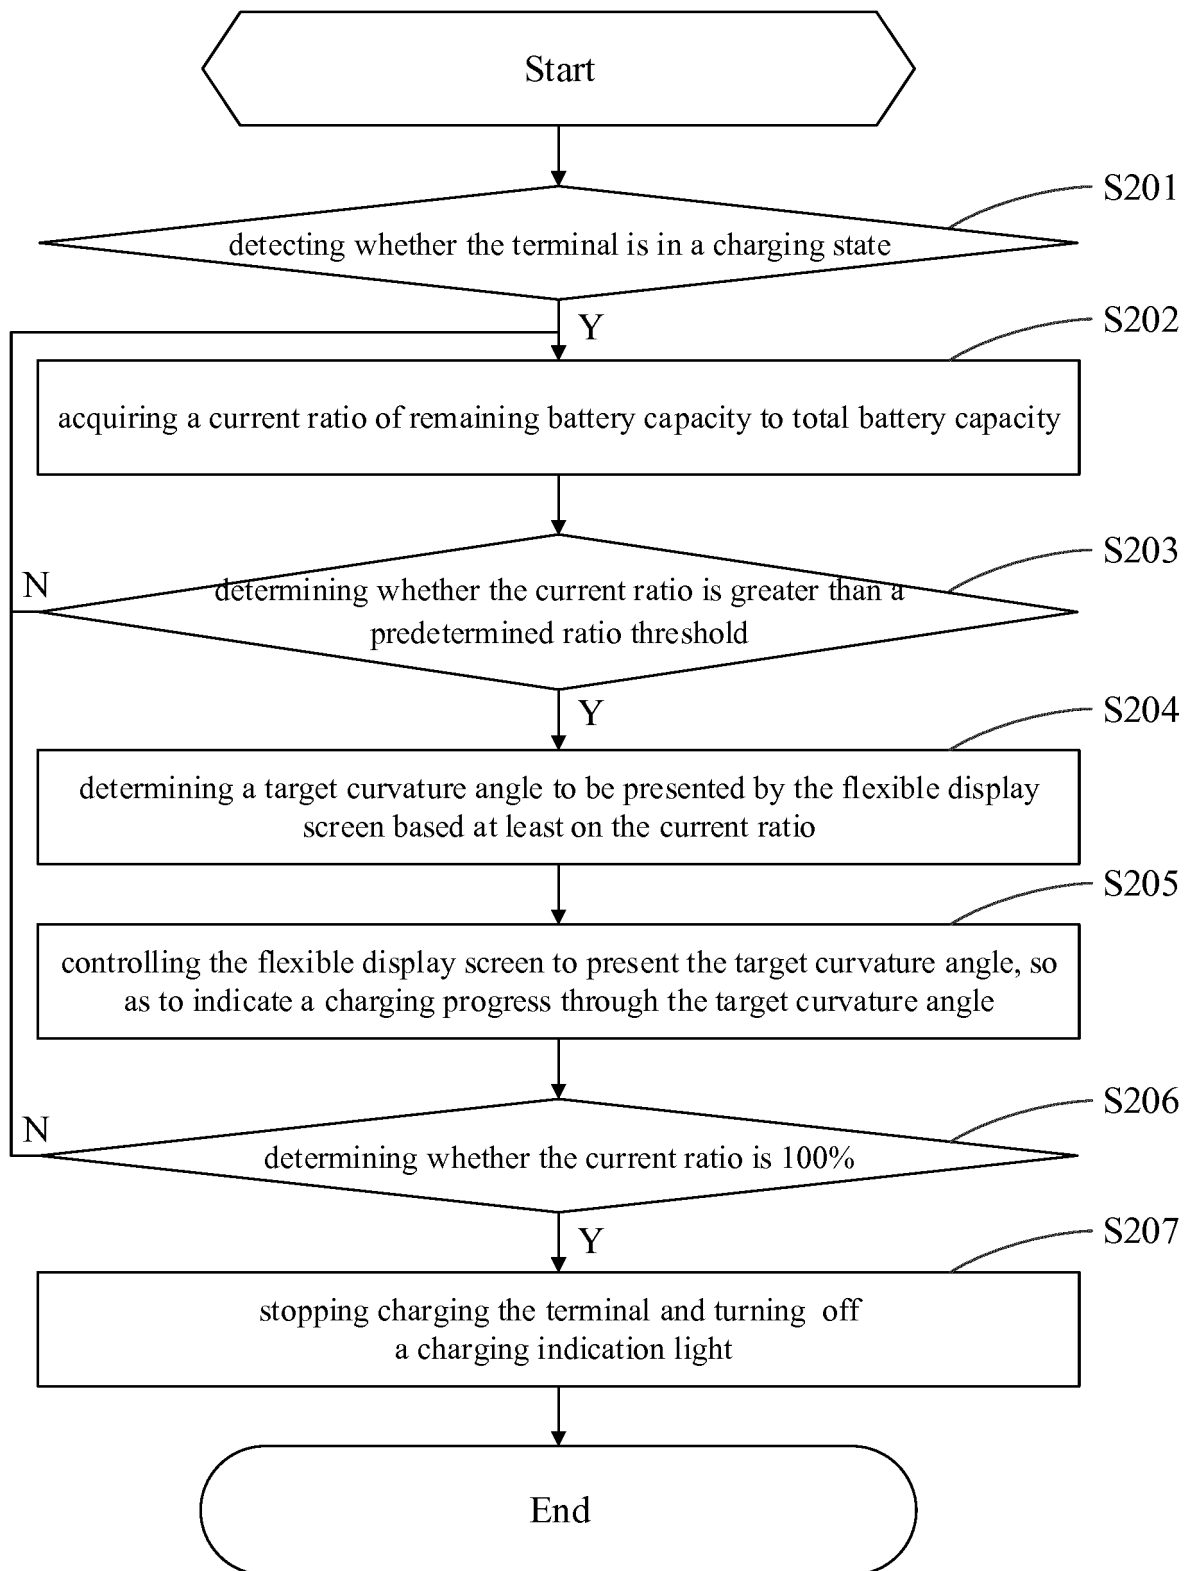 Start
S201
detecting whether the terminal is in a charging state
Y
S202
acquiring a current ratio of remaining battery capacity to total battery capacity
S203
N
determining whether the current ratio is greater than a
predetermined ratio threshold
Y
S204
determining a target curvature angle to be presented by the flexible display
screen based at least on the current ratio
S205
controlling the flexible display screen to present the target curvature angle, so
as to indicate a charging progress through the target curvature angle
S206
N
determining whether the current ratio is 100%
Y
S207
stopping charging the terminal and turning off
a charging indication light
End